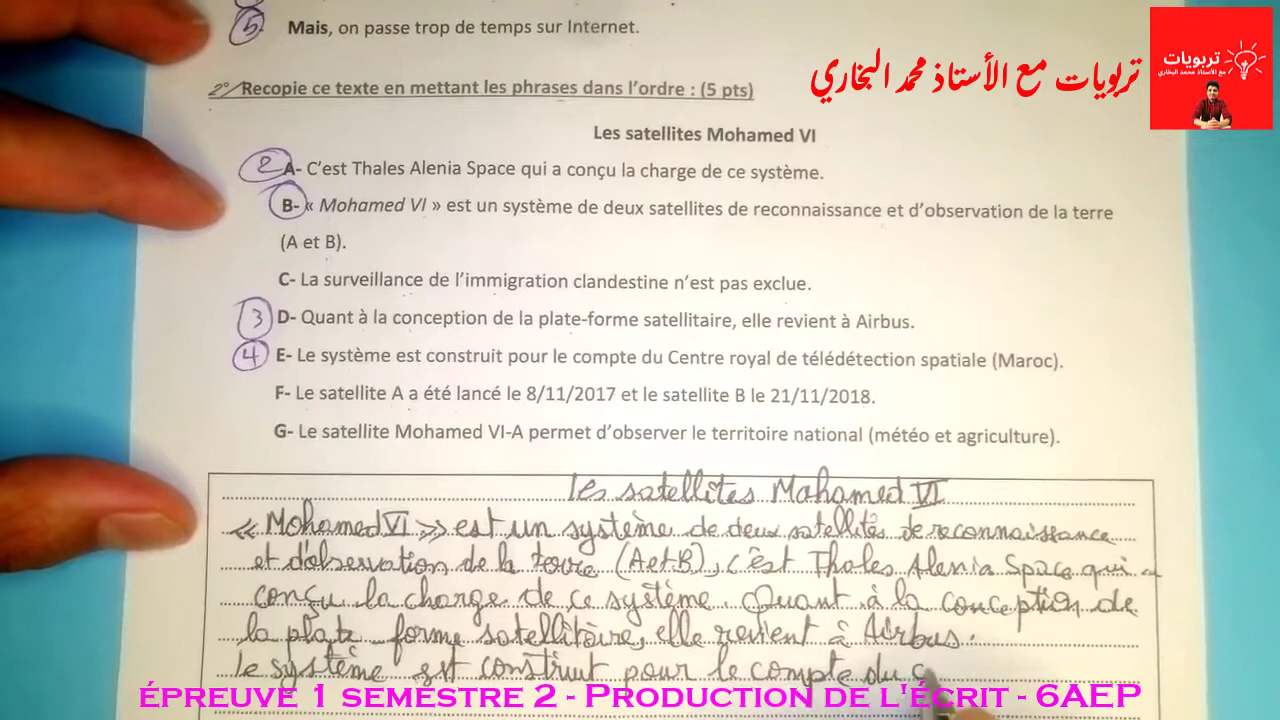 5 Mais, on passe trop de temps sur Internet.
تربويات مع الأستاذ محمد البخاري
تربويات
مع الأستاذ محمد البخاري
2°/ Recopie ce texte en mettant les phrases dans l'ordre : (5 pts)
Les satellites Mohamed VI
2 A- C'est Thales Alenia Space qui a conçu la charge de ce système.
B- « Mohamed VI » est un système de deux satellites de reconnaissance et d'observation de la terre
(A et B).
C- La surveillance de l'immigration clandestine n'est pas exclue.
3 D- Quant à la conception de la plate-forme satellitaire, elle revient à Airbus.
4 E- Le système est construit pour le compte du Centre royal de télédétection spatiale (Maroc).
F- Le satellite A a été lancé le 8/11/2017 et le satellite B le 21/11/2018.
G- Le satellite Mohamed VI-A permet d'observer le territoire national (météo et agriculture).
Les satellites Mohamed VI
« Mohamed VI » est un système de deux satellites de reconnaissance
et d'observation de la terre (A et B), c'est Thales Alenia Space qui a
conçu la charge de ce système. Quant à la conception de
la plate forme satellitaire, elle revient à Airbus.
le système est construit pour le compte du C
épreuve 1 semestre 2 - Production de l'écrit - 6AEP